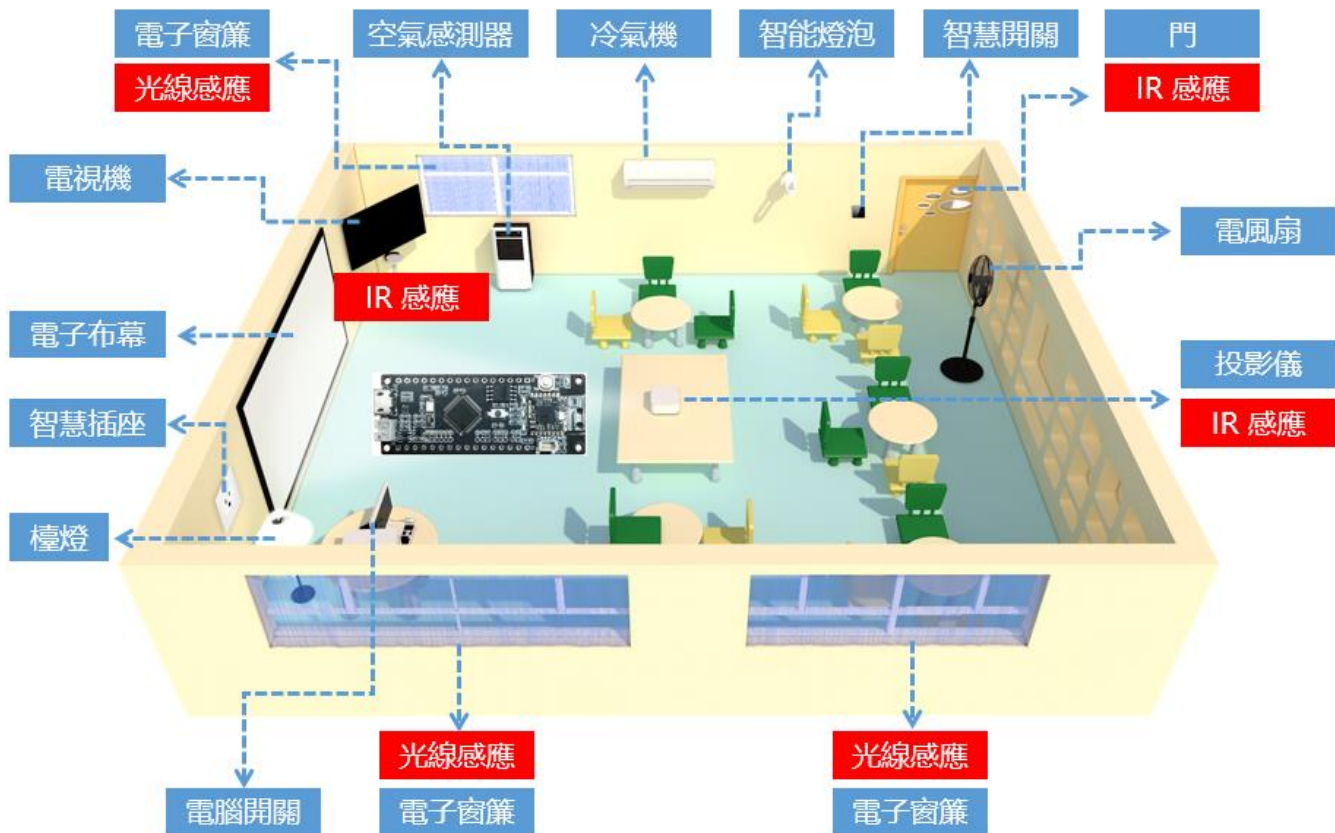 電子窗簾
光線感應
空氣感測器
冷氣機
智能燈泡
智慧開關
門
IR 感應
電視機
IR 感應
電風扇
電子布幕
投影儀
IR 感應
智慧插座
檯燈
光線感應
電子窗簾
光線感應
電子窗簾
電腦開關